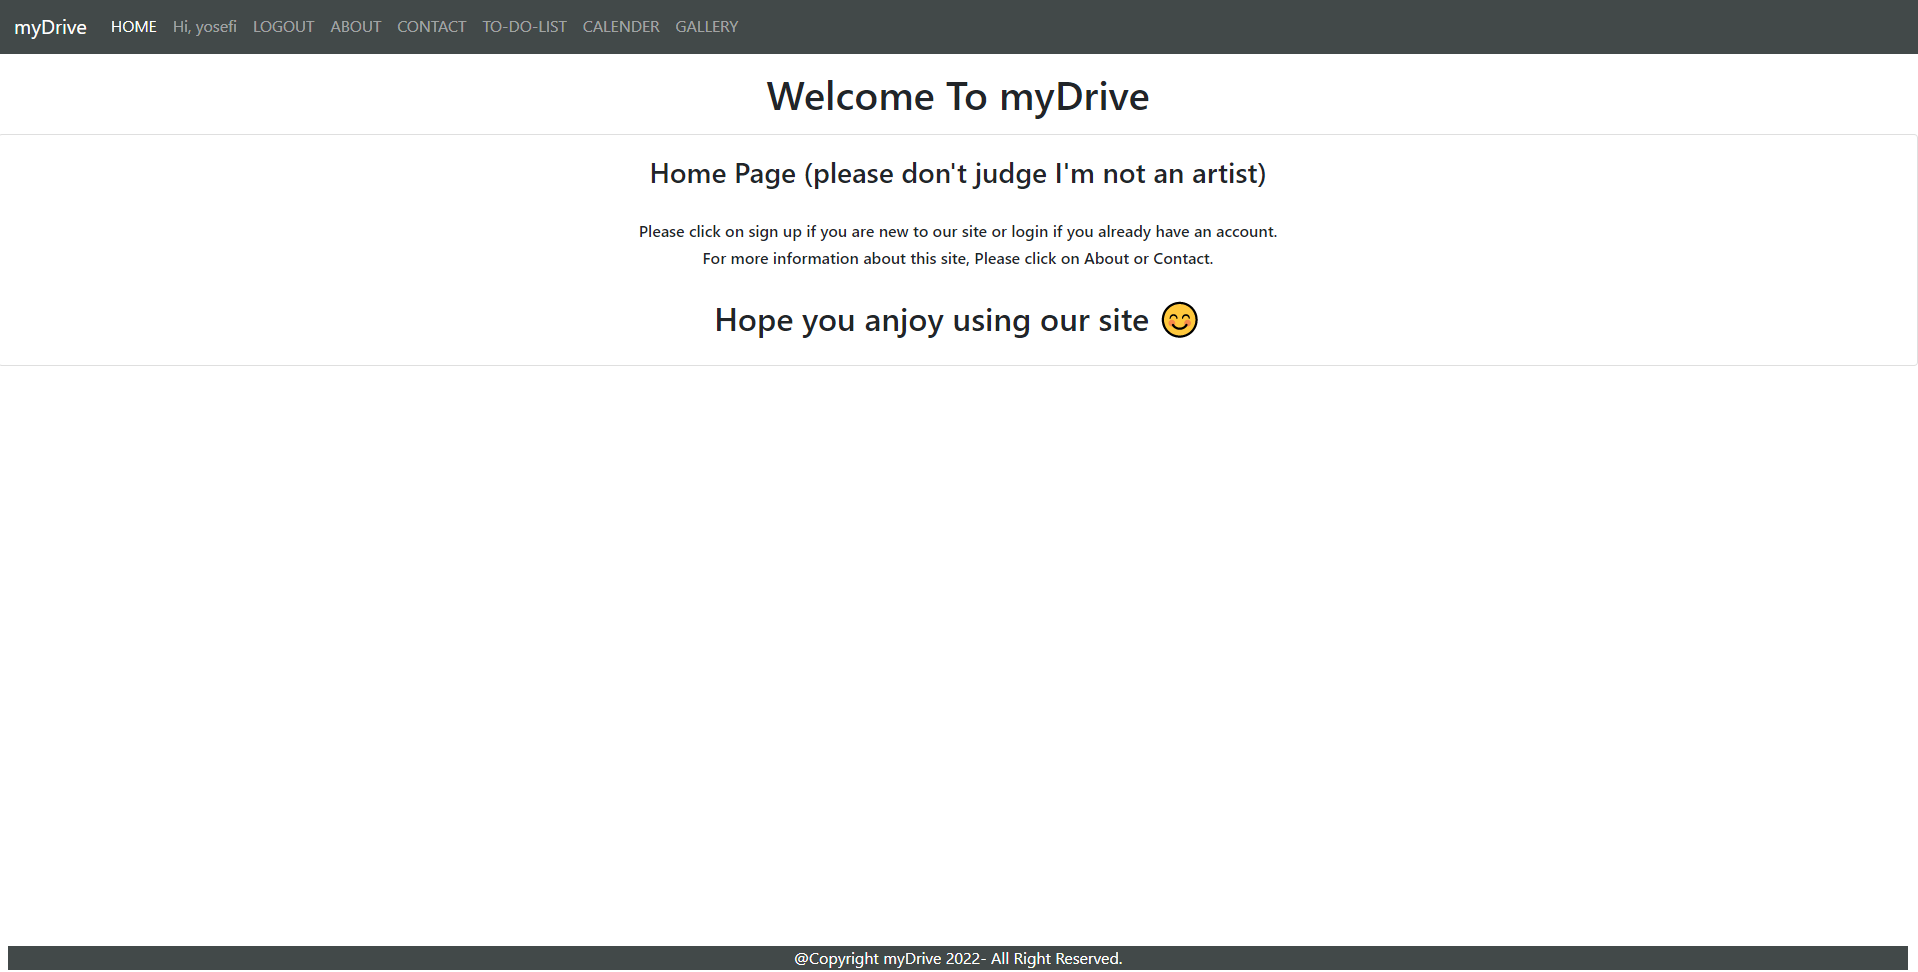 myDrive HOME Hi, yosefi LOGOUT ABOUT CONTACT TO-DO-LIST CALENDER GALLERY
Welcome To myDrive
Home Page (please don't judge I'm not an artist)
Please click on sign up if you are new to our site or login if you already have an account.
For more information about this site, Please click on About or Contact.
Hope you anjoy using our site 😊
@Copyright myDrive 2022- All Right Reserved.